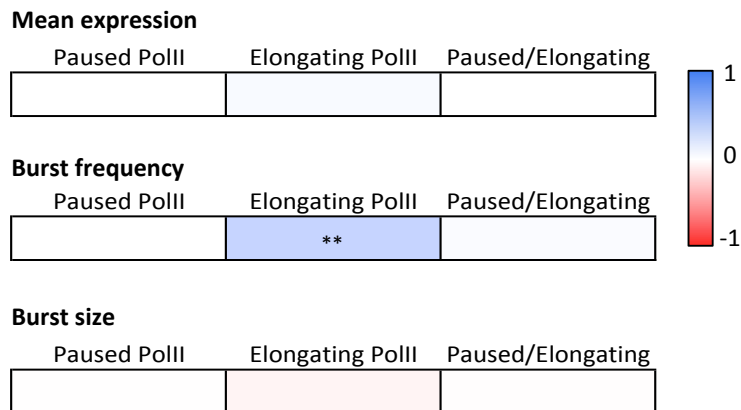 Mean expression
Paused PolII Elongating PolII Paused/Elongating
1
0
-1
Burst frequency
Paused PolII Elongating PolII Paused/Elongating
**
Burst size
Paused PolII Elongating PolII Paused/Elongating